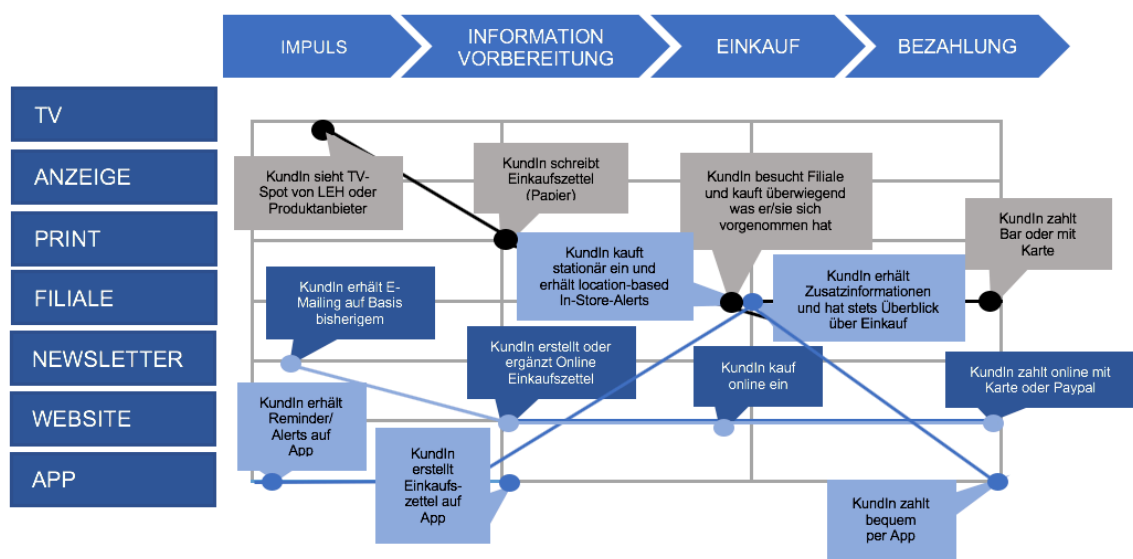 IMPULS
INFORMATION
VORBEREITUNG
EINKAUF
BEZAHLUNG
TV
ANZEIGE
PRINT
FILIALE
NEWSLETTER
WEBSITE
APP
KundIn sieht TV-
Spot von LEH oder
Produktanbieter
KundIn schreibt
Einkaufszettel
(Papier)
KundIn besucht Filiale
und kauft überwiegend
was er/sie sich
vorgenommen hat
KundIn zahlt
Bar oder mit
Karte
KundIn kauft
stationär ein und
erhält location-based
In-Store-Alerts
KundIn erhält
Zusatzinformationen
und hat stets Überblick
über Einkauf
KundIn erhält E-
Mailing auf Basis
bisherigem
KundIn erstellt oder
ergänzt Online
Einkaufszettel
KundIn kauf
online ein
KundIn zahlt online mit
Karte oder Paypal
KundIn erhält
Reminder/
Alerts auf
App
KundIn
erstellt
Einkaufs-
zettel auf
App
KundIn zahlt
bequem
per App